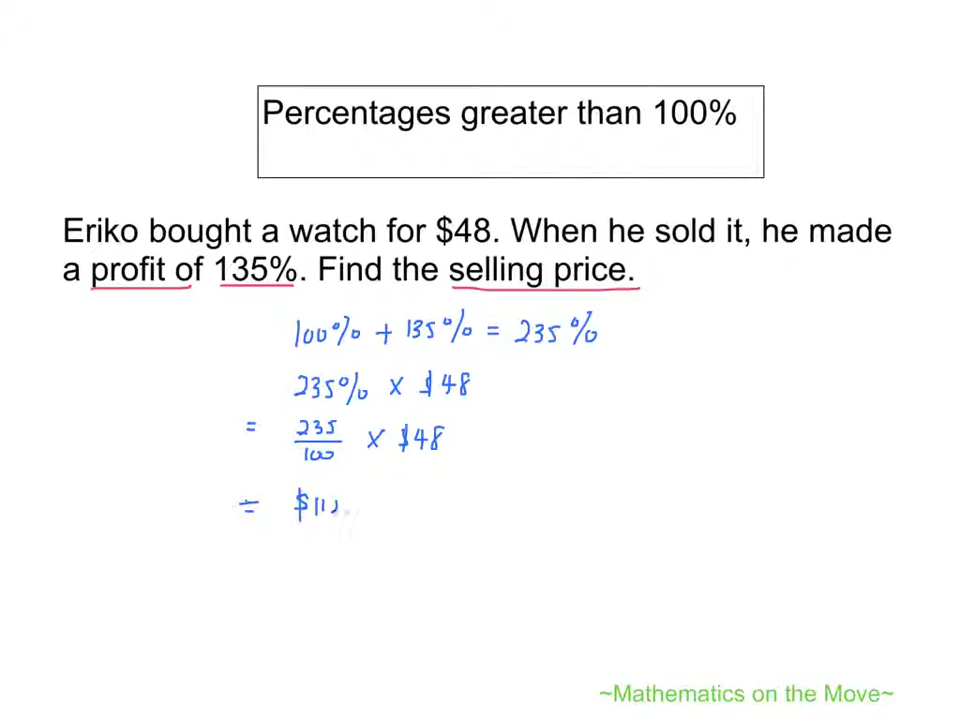 Percentages greater than 100%
Eriko bought a watch for $48. When he sold it, he made
a profit of 135%. Find the selling price.
100% + 135% = 235%
235% × $48
= 235/100 × $48
= $11
~Mathematics on the Move~